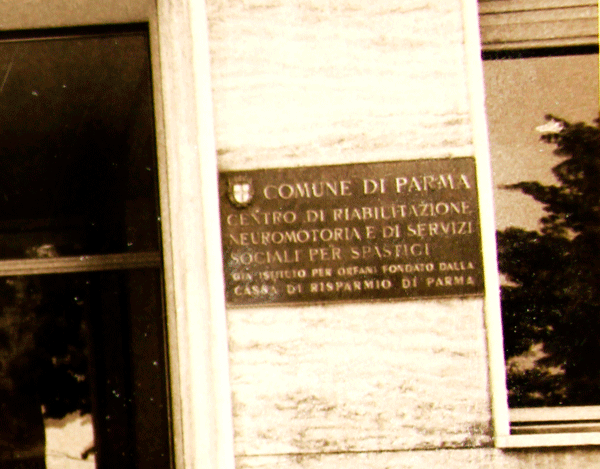 COMUNE DI PARMA
CENTRO DI RIABILITAZIONE
NEUROMOTORIA E DI SERVIZI
SOCIALI PER SPASTICI
GIA ISTITUTO PER ORFANI FONDATO DALLA
CASSA DI RISPARMIO DI PARMA